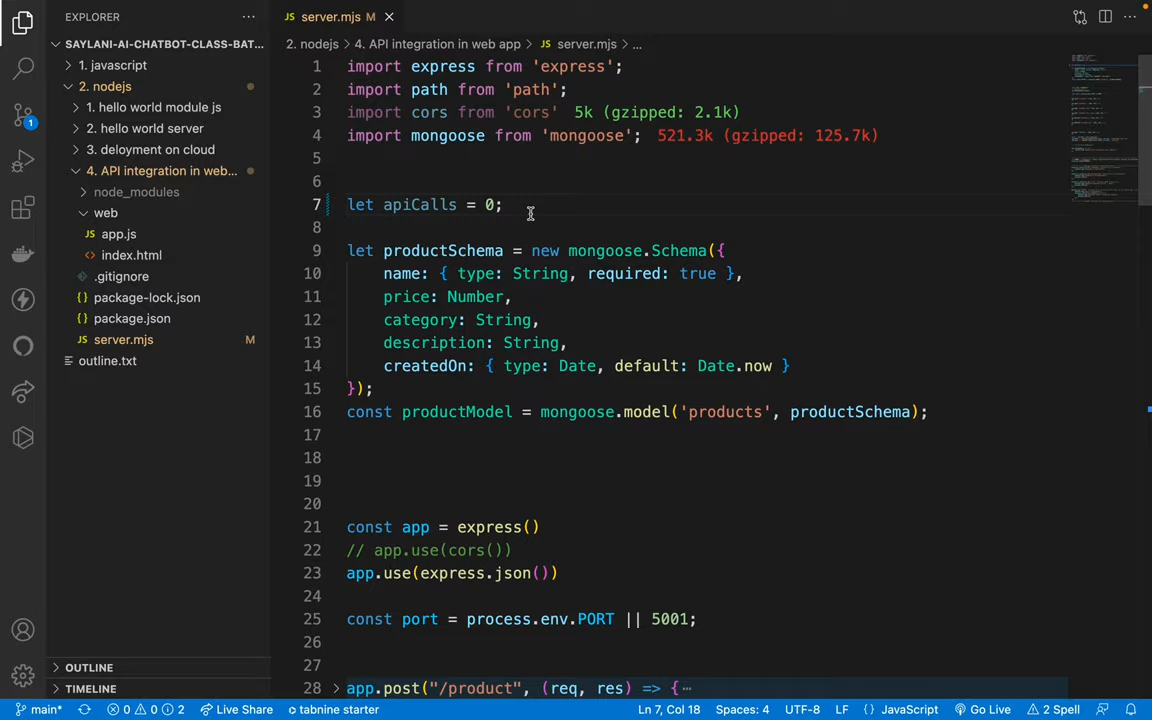 EXPLORER
SAYLANI-AI-CHATBOT-CLASS-BAT...
1. javascript
2. nodejs
1. hello world module js
2. hello world server
3. deloyment on cloud
4. API integration in web...
node_modules
web
JS app.js
<> index.html
.gitignore
{} package-lock.json
{} package.json
JS server.mjs M
outline.txt
OUTLINE
TIMELINE
1
JS server.mjs M
2. nodejs > 4. API integration in web app > JS server.mjs > ...
1 import express from 'express';
2 import path from 'path';
3 import cors from 'cors' 5k (gzipped: 2.1k)
4 import mongoose from 'mongoose'; 521.3k (gzipped: 125.7k)
5
6
7 let apiCalls = 0;
8
9 let productSchema = new mongoose.Schema({
10 name: { type: String, required: true },
11 price: Number,
12 category: String,
13 description: String,
14 createdOn: { type: Date, default: Date.now }
15 });
16 const productModel = mongoose.model('products', productSchema);
17
18
19
20
21 const app = express()
22 // app.use(cors())
23 app.use(express.json())
24
25 const port = process.env.PORT || 5001;
26
27
28 app.post("/product", (req, res) => {…
main* 0 0 2 Live Share tabnine starter Ln 7, Col 18 Spaces: 4 UTF-8 LF {} JavaScript Go Live 2 Spell